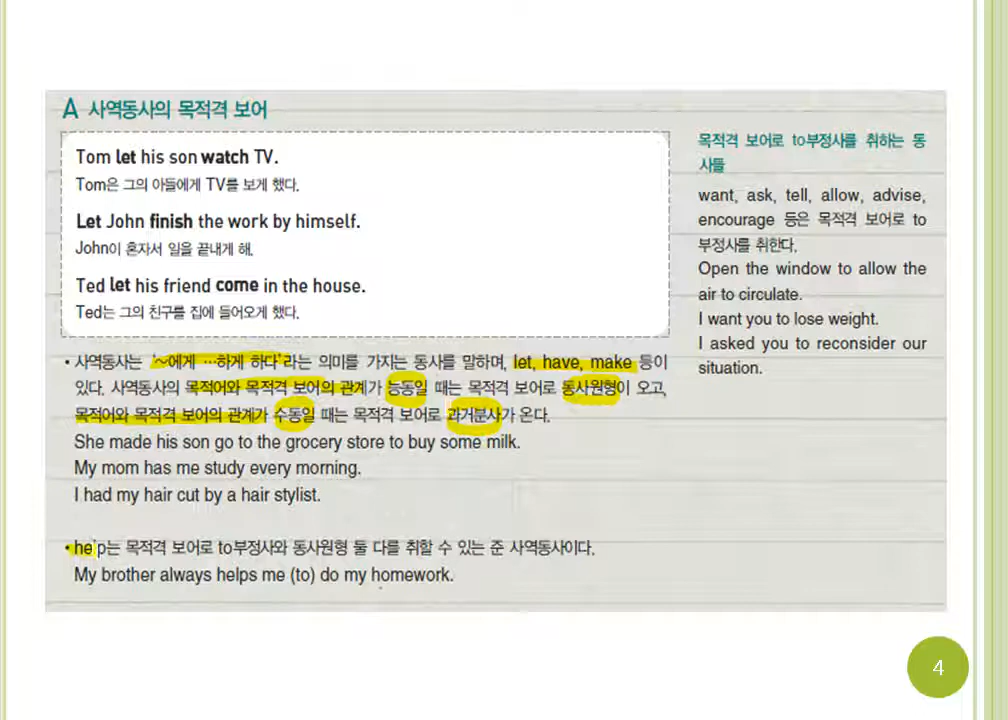 A 사역동사의 목적격 보어
Tom let his son watch TV.
Tom은 그의 아들에게 TV를 보게 했다.
Let John finish the work by himself.
John이 혼자서 일을 끝내게 해.
Ted let his friend come in the house.
Ted는 그의 친구를 집에 들어오게 했다.
• 사역동사는 '~에게 …하게 하다'라는 의미를 가지는 동사를 말하며, let, have, make 등이
있다. 사역동사의 목적어와 목적격 보어의 관계가 능동일 때는 목적격 보어로 동사원형이 오고,
목적어와 목적격 보어의 관계가 수동일 때는 목적격 보어로 과거분사가 온다.
She made his son go to the grocery store to buy some milk.
My mom has me study every morning.
I had my hair cut by a hair stylist.
• help는 목적격 보어로 to부정사와 동사원형 둘 다를 취할 수 있는 준 사역동사이다.
My brother always helps me (to) do my homework.
목적격 보어로 to부정사를 취하는 동
사들
want, ask, tell, allow, advise,
encourage 등은 목적격 보어로 to
부정사를 취한다.
Open the window to allow the
air to circulate.
I want you to lose weight.
I asked you to reconsider our
situation.
4